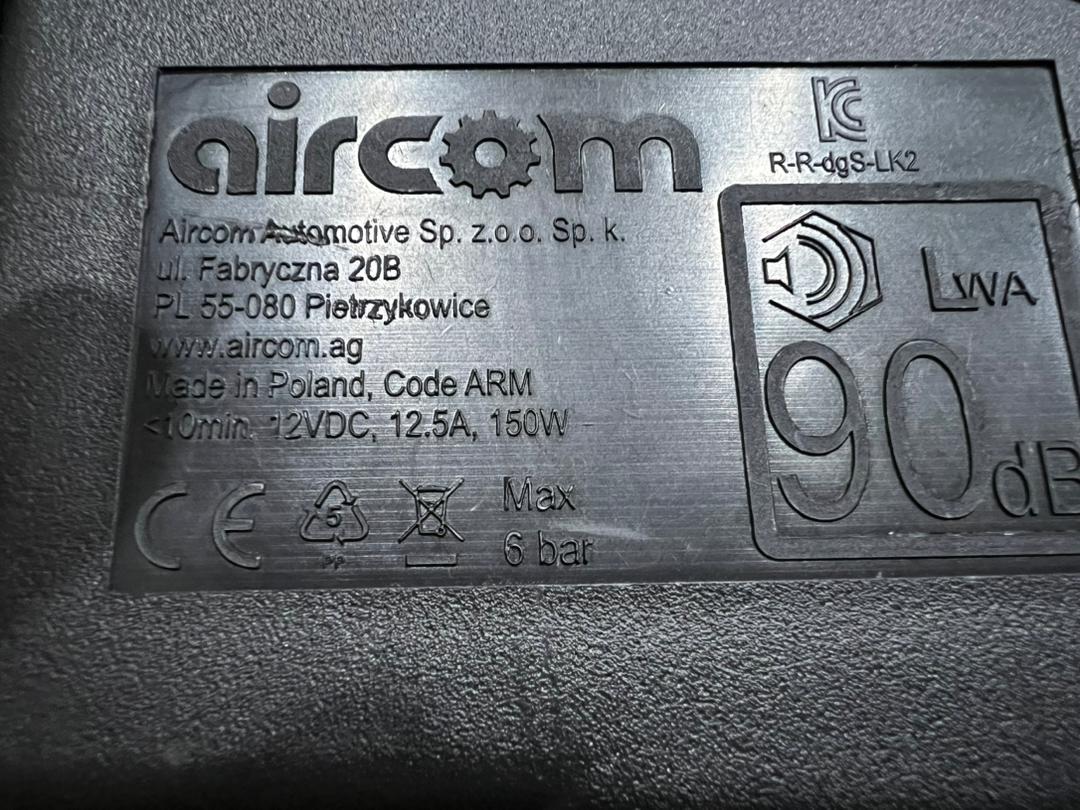 aircom
Aircom Automotive Sp. z.o.o. Sp. k.
ul. Fabryczna 20B
PL 55-080 Pietrzykowice
www.aircom.ag
Made in Poland, Code ARM
<10min. 12VDC, 12.5A, 150W
CE
5
PP
Max
6 bar
KC
R-R-dgS-LK2
LWA
90dB